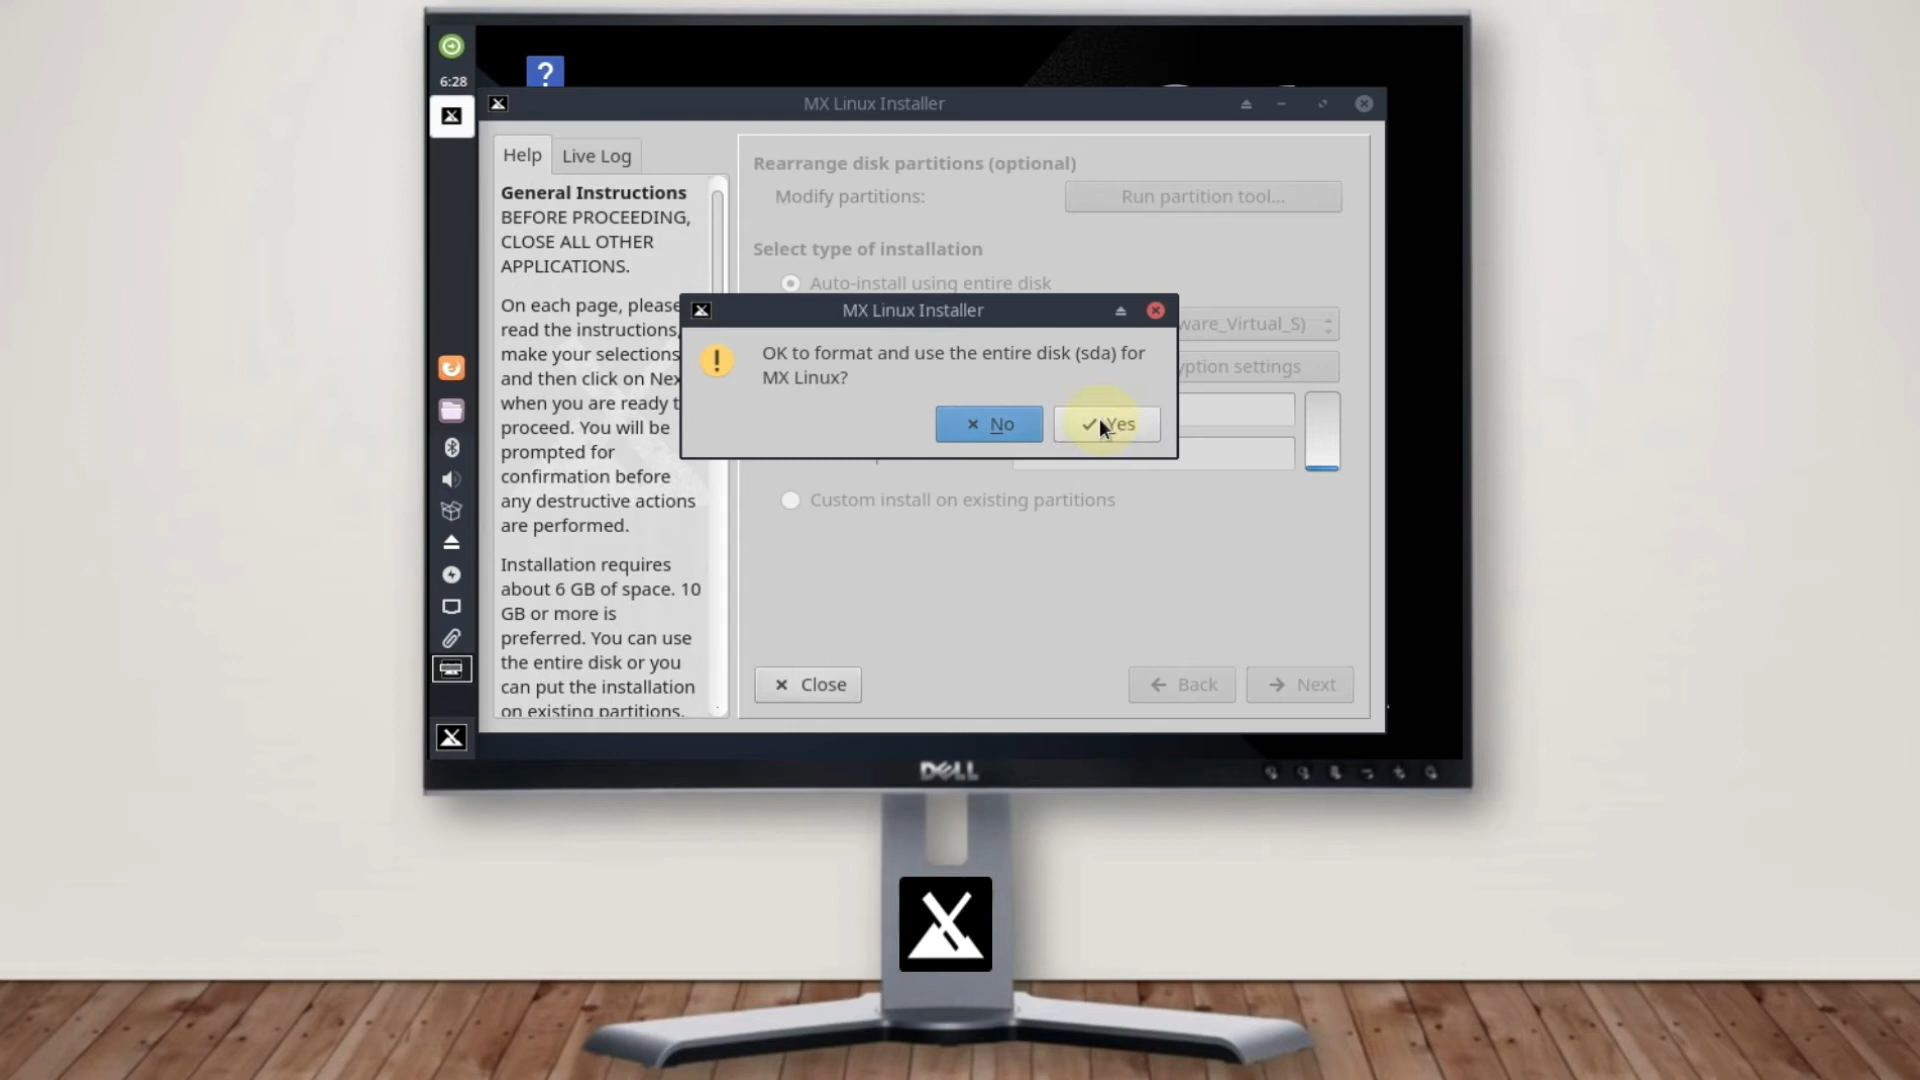 6:28
?
MX Linux Installer
Help
Live Log
General Instructions
BEFORE PROCEEDING,
CLOSE ALL OTHER
APPLICATIONS.
On each page, please
read the instructions,
make your selections
and then click on Nex
when you are ready t
proceed. You will be
prompted for
confirmation before
any destructive actions
are performed.
Installation requires
about 6 GB of space. 10
GB or more is
preferred. You can use
the entire disk or you
can put the installation
on existing partitions.
Rearrange disk partitions (optional)
Modify partitions:
Run partition tool...
Select type of installation
Auto-install using entire disk
ware_Virtual_S)
yption settings
MX Linux Installer
OK to format and use the entire disk (sda) for
MX Linux?
No
Yes
Custom install on existing partitions
Close
Back
Next
DELL